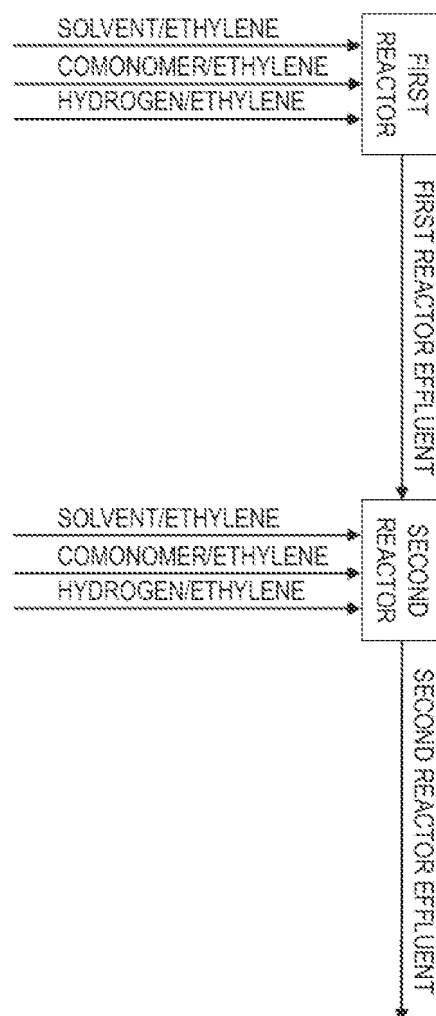 SOLVENT/ETHYLENE
COMONOMER/ETHYLENE
HYDROGEN/ETHYLENE
FIRST
REACTOR
FIRST REACTOR EFFLUENT
SOLVENT/ETHYLENE
COMONOMER/ETHYLENE
HYDROGEN/ETHYLENE
SECOND
REACTOR
SECOND REACTOR EFFLUENT